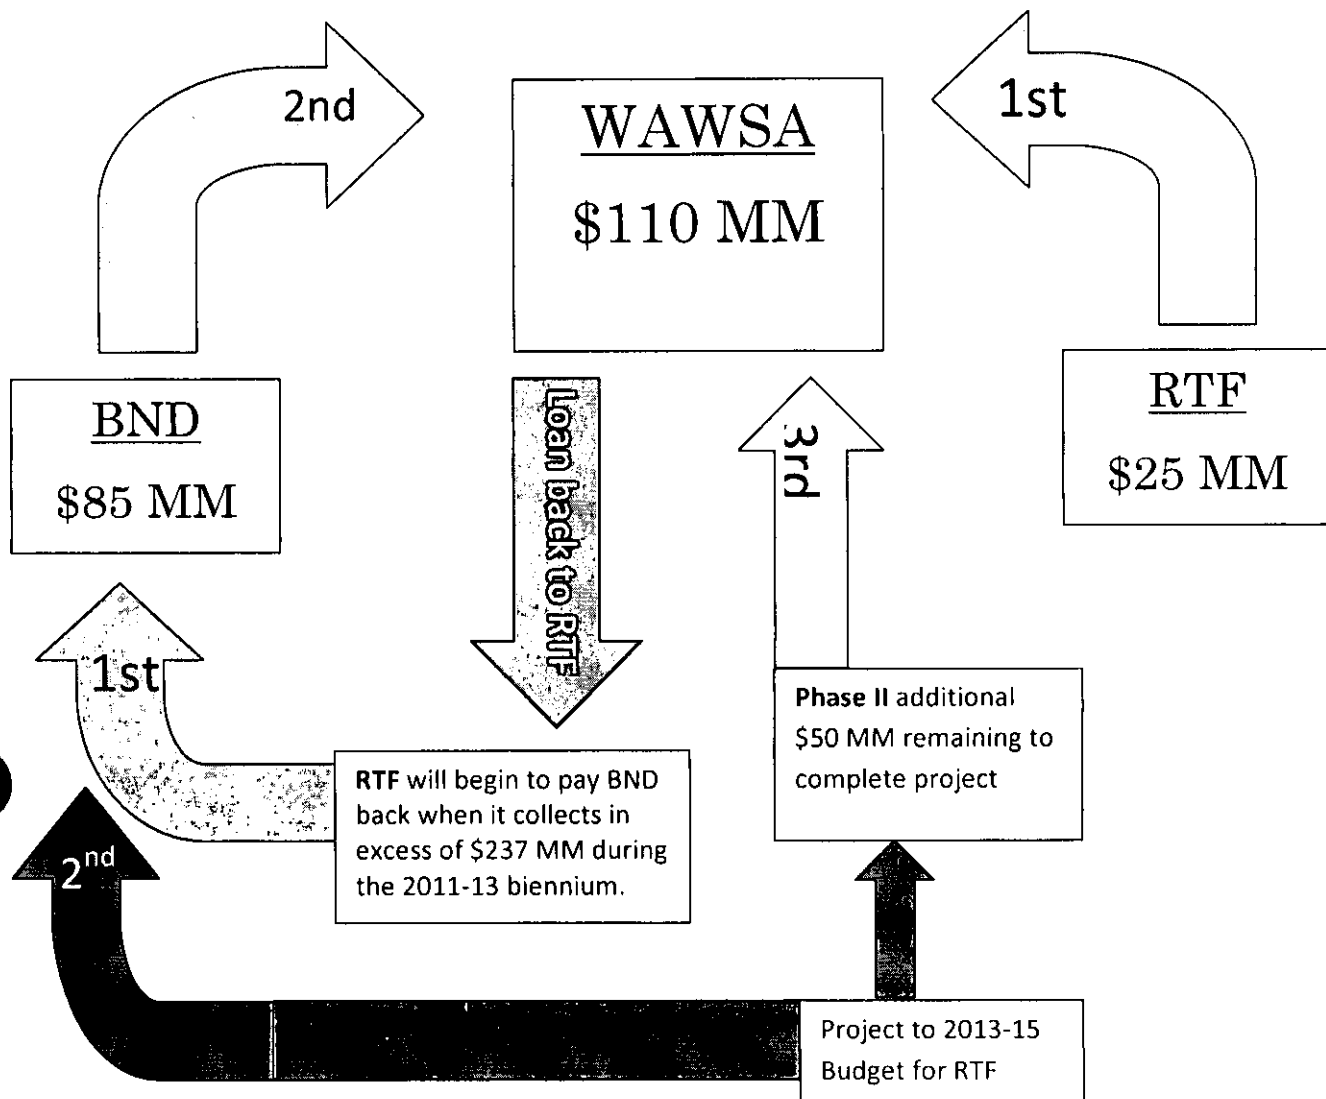 2nd
WAWSA
$110 MM
1st
BND
$85 MM
Loan back to RTF
3rd
RTF
$25 MM
1st
Phase II additional
$50 MM remaining to
complete project
RTF will begin to pay BND
back when it collects in
excess of $237 MM during
the 2011-13 biennium.
2nd
Project to 2013-15
Budget for RTF